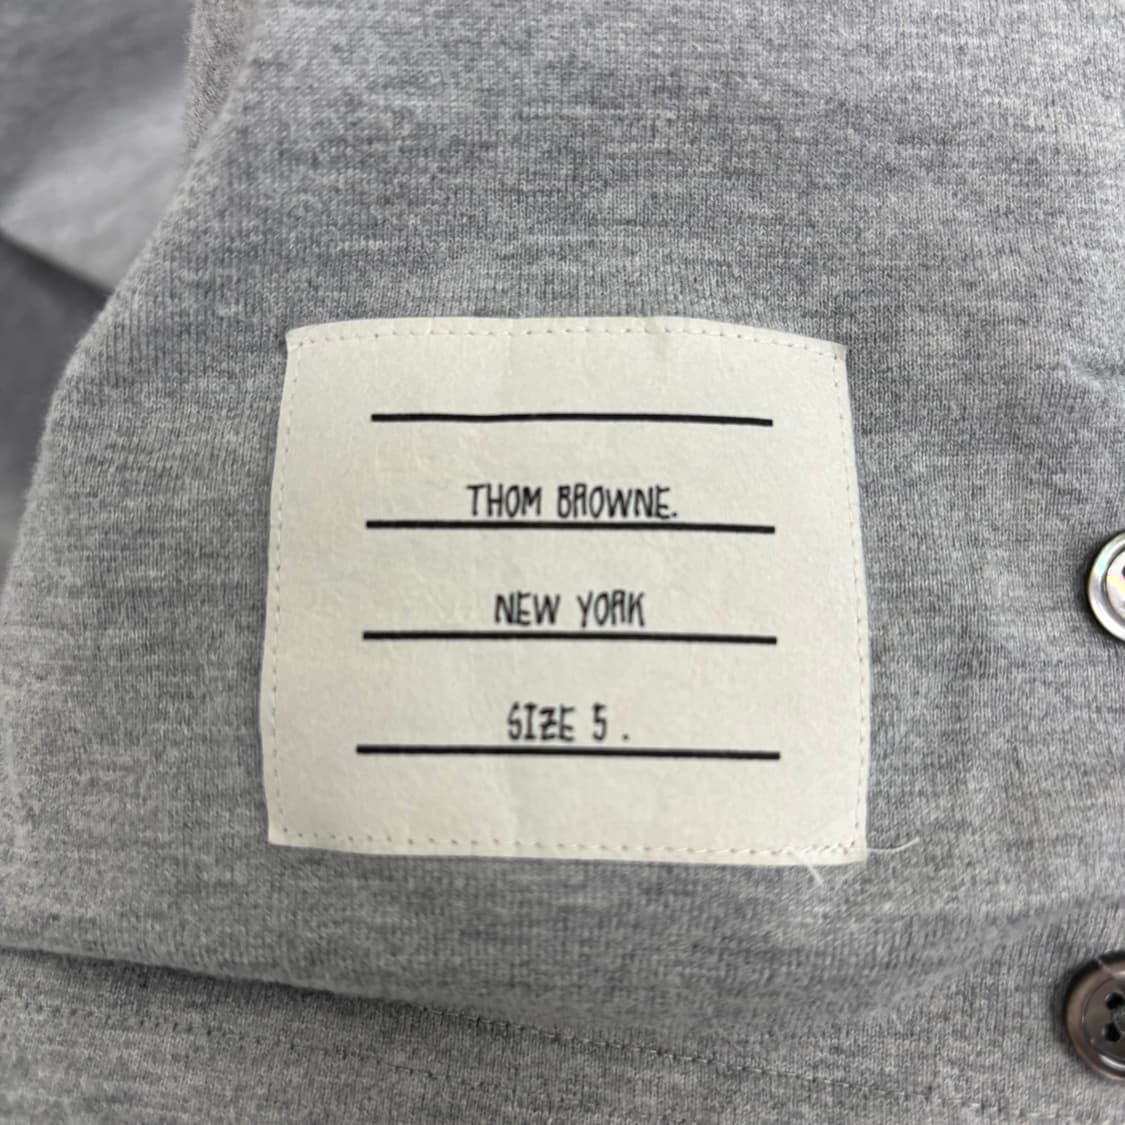 THOM BROWNE.
NEW YORK
SIZE 5 .